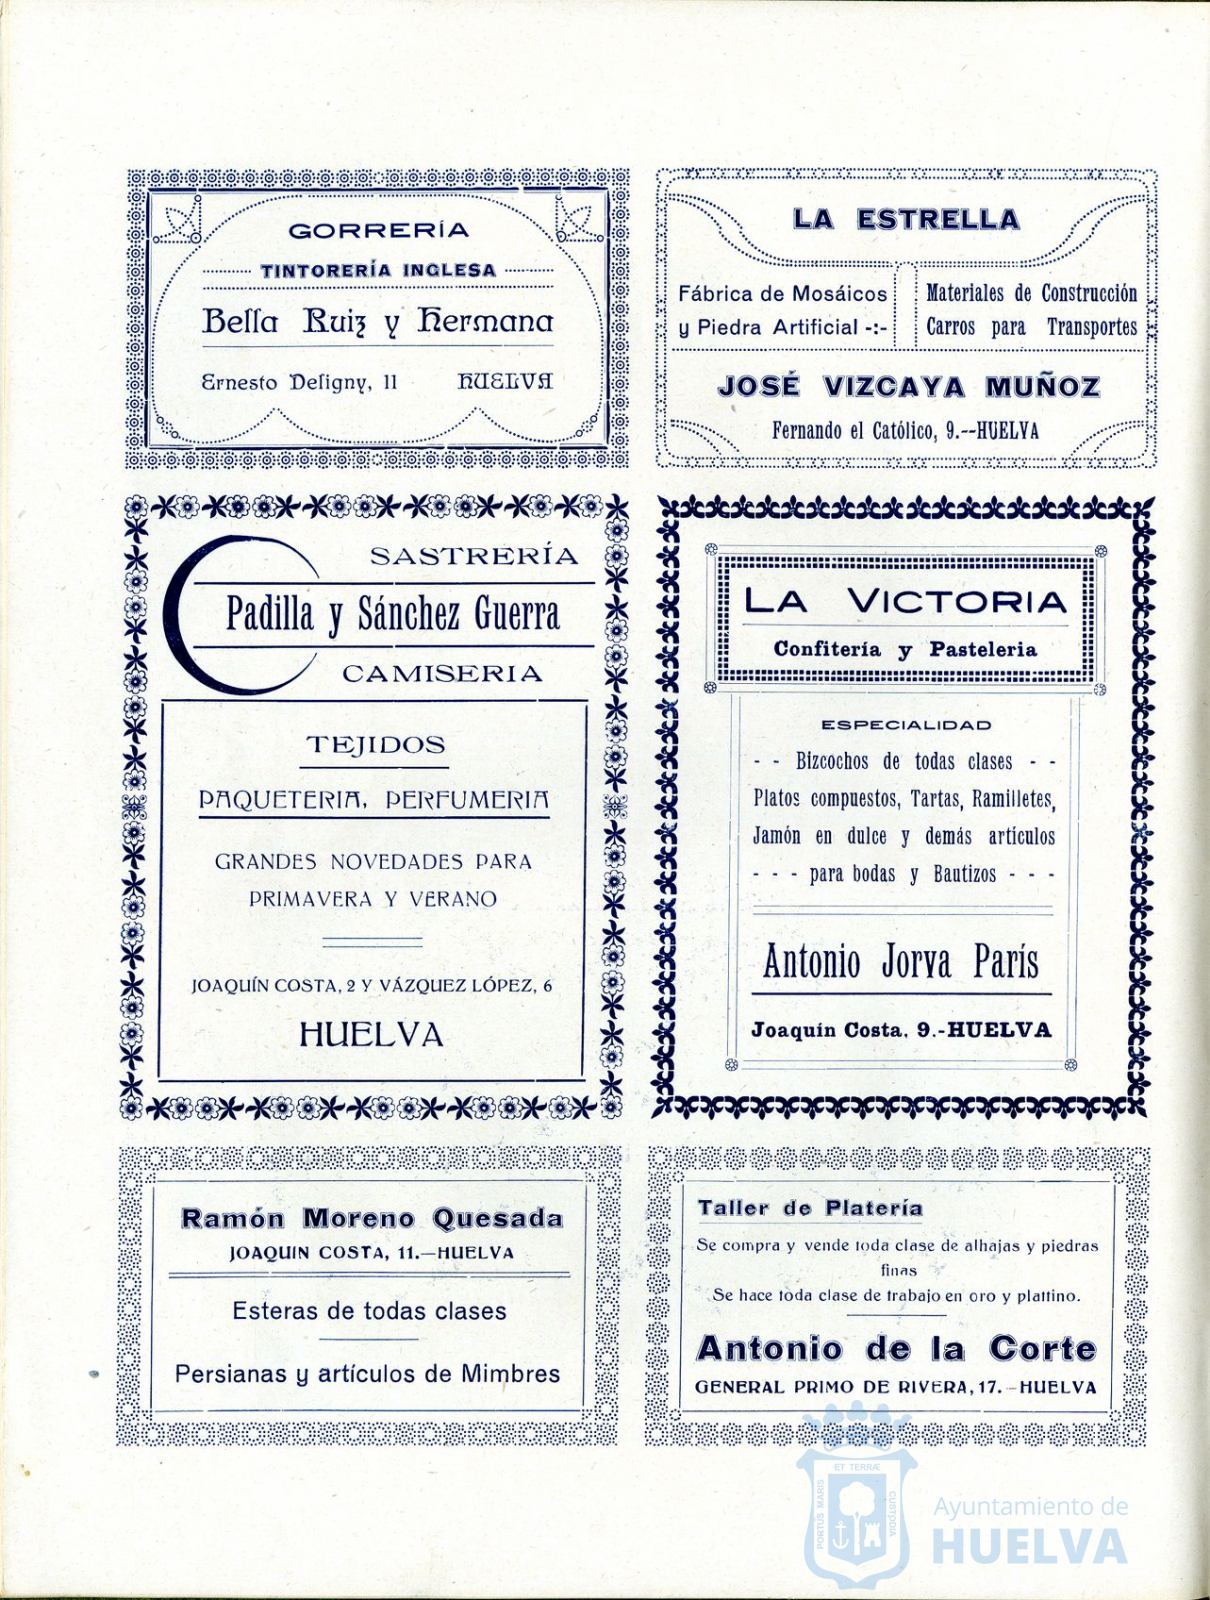 GORRERÍA
TINTORERÍA INGLESA
Bella Ruiz y Hermana
Ernesto Deligny, 11 HUELVA
LA ESTRELLA
Fábrica de Mosáicos
y Piedra Artificial -:-
Materiales de Construcción
Carros para Transportes
JOSÉ VIZCAYA MUÑOZ
Fernando el Católico, 9.--HUELVA
SASTRERÍA
Padilla y Sánchez Guerra
CAMISERIA
TEJIDOS
PAQUETERIA, PERFUMERIA
GRANDES NOVEDADES PARA
PRIMAVERA Y VERANO
JOAQUÍN COSTA, 2 Y VÁZQUEZ LÓPEZ, 6
HUELVA
LA VICTORIA
Confitería y Pasteleria
ESPECIALIDAD
- - Bizcochos de todas clases - -
Platos compuestos, Tartas, Ramilletes,
Jamón en dulce y demás artículos
- - - para bodas y Bautizos - - -
Antonio Jorva París
Joaquín Costa, 9.-HUELVA
Ramón Moreno Quesada
JOAQUIN COSTA, 11.—HUELVA
Esteras de todas clases
Persianas y artículos de Mimbres
Taller de Platería
Se compra y vende toda clase de alhajas y piedras
finas
Se hace toda clase de trabajo en oro y plattino.
Antonio de la Corte
GENERAL PRIMO DE RIVERA, 17.—HUELVA
PORTUS MARIS
ET TERRÆ
CUSTODIA
Ayuntamiento de
HUELVA